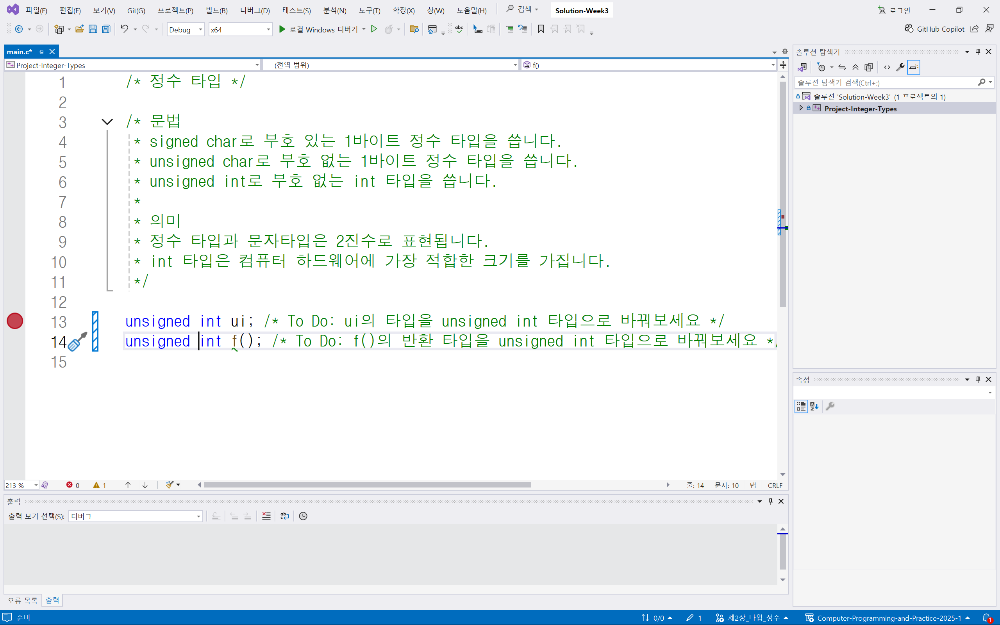 파일(F) 편집(E) 보기(V) Git(G) 프로젝트(P) 빌드(B) 디버그(D) 테스트(S) 분석(N) 도구(T) 확장(X) 창(W) 도움말(H) 검색 Solution-Week3 로그인
Debug x64 로컬 Windows 디버거 GitHub Copilot
main.c*
Project-Integer-Types (전역 범위) f()
1 /* 정수 타입 */
2
3 /* 문법
4 * signed char로 부호 있는 1바이트 정수 타입을 씁니다.
5 * unsigned char로 부호 없는 1바이트 정수 타입을 씁니다.
6 * unsigned int로 부호 없는 int 타입을 씁니다.
7 *
8 * 의미
9 * 정수 타입과 문자타입은 2진수로 표현됩니다.
10 * int 타입은 컴퓨터 하드웨어에 가장 적합한 크기를 가집니다.
11 */
12
13 unsigned int ui; /* To Do: ui의 타입을 unsigned int 타입으로 바꿔보세요 */
14 unsigned int f(); /* To Do: f()의 반환 타입을 unsigned int 타입으로 바꿔보세요 */
15
213 % 0 1 줄: 14 문자: 10 탭 CRLF
출력
출력 보기 선택(S): 디버그
오류 목록 출력
솔루션 탐색기
솔루션 탐색기 검색(Ctrl+;)
솔루션 'Solution-Week3' (1 프로젝트의 1)
Project-Integer-Types
속성
준비 0/0 1 제2장_타입_정수 Computer-Programming-and-Practice-2025-1 1